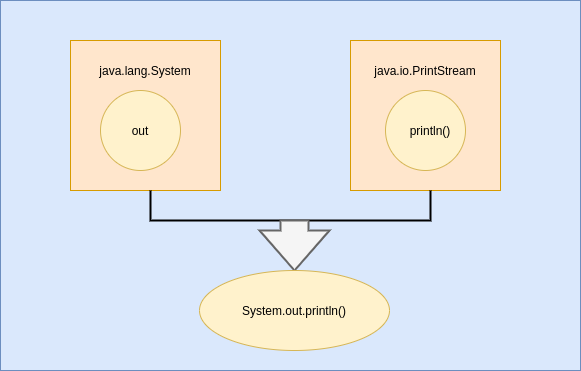 java.lang.System
java.io.PrintStream
out
println()
System.out.println()